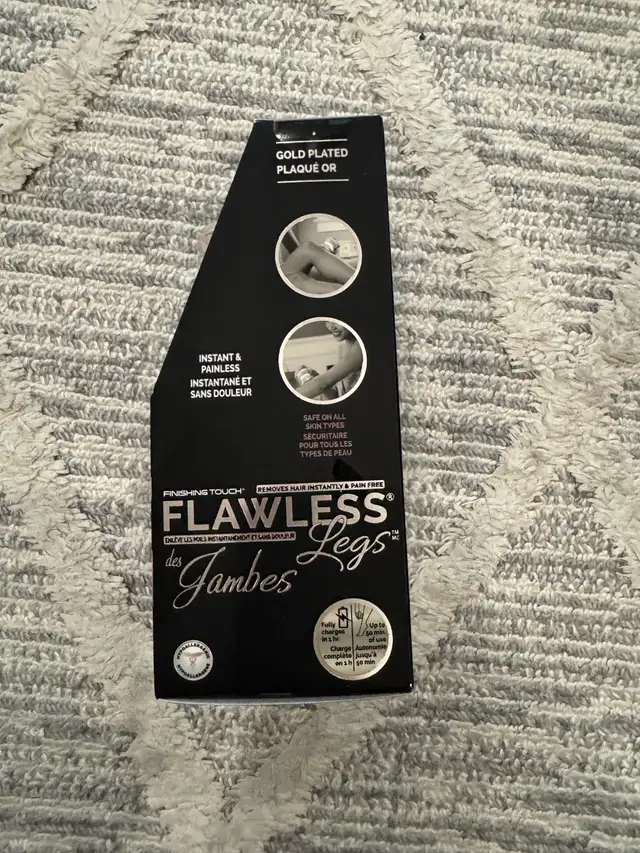 GOLD PLATED
PLAQUÉ OR
INSTANT &
PAINLESS
INSTANTANÉ ET
SANS DOULEUR
SAFE ON ALL
SKIN TYPES
SÉCURITAIRE
POUR TOUS LES
TYPES DE PEAU
FINISHING TOUCH™
REMOVES HAIR INSTANTLY & PAIN FREE
FLAWLESS®
ENLÈVE LES POILS INSTANTANÉMENT ET SANS DOULEUR
Legs™ MC
des Jambes
Fully
charges
in 1 hr.
Charge
complète
en 1 h
Up to
50 min.
of use
Autonomie
jusqu'à
50 min